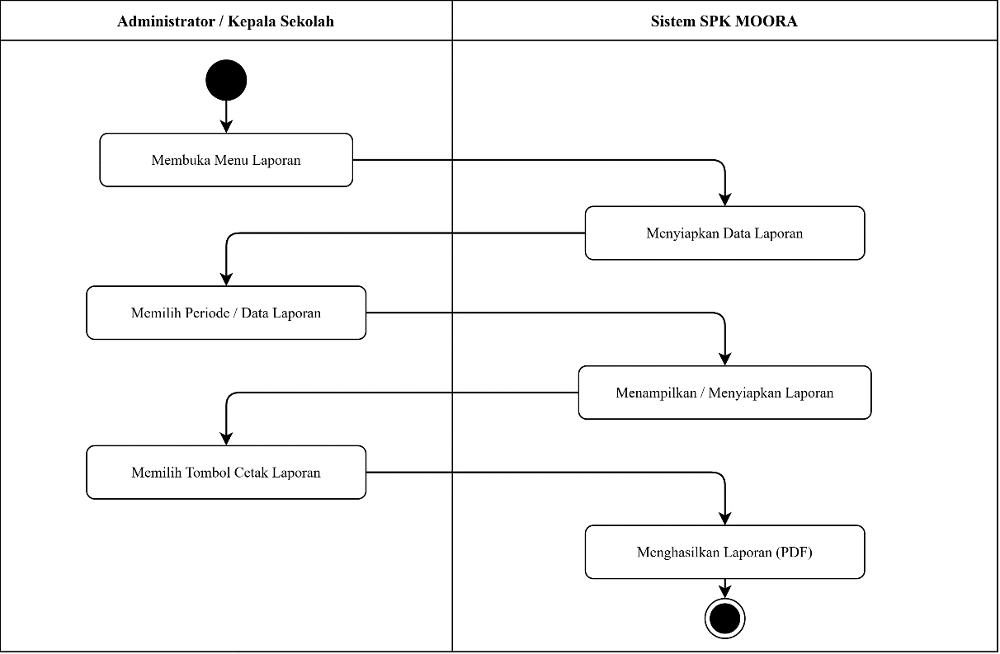 Administrator / Kepala Sekolah
Sistem SPK MOORA
Membuka Menu Laporan
Menyiapkan Data Laporan
Memilih Periode / Data Laporan
Menampilkan / Menyiapkan Laporan
Memilih Tombol Cetak Laporan
Menghasilkan Laporan (PDF)